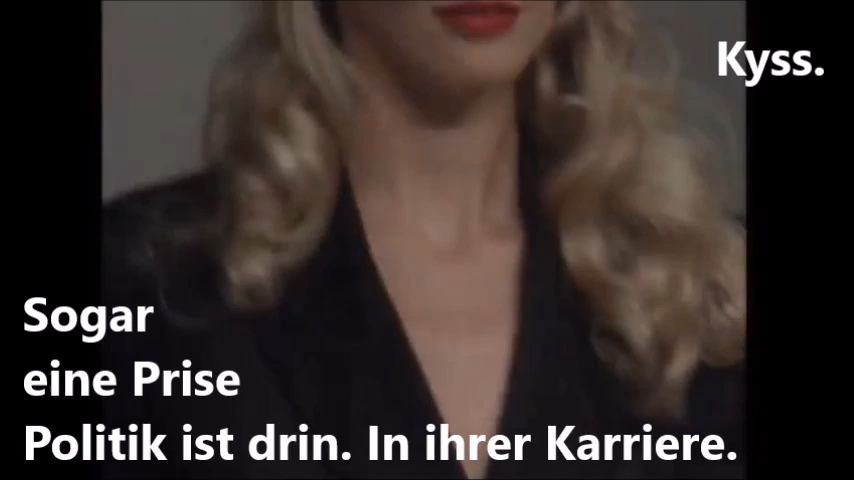 Kyss.
Sogar
eine Prise
Politik ist drin. In ihrer Karriere.